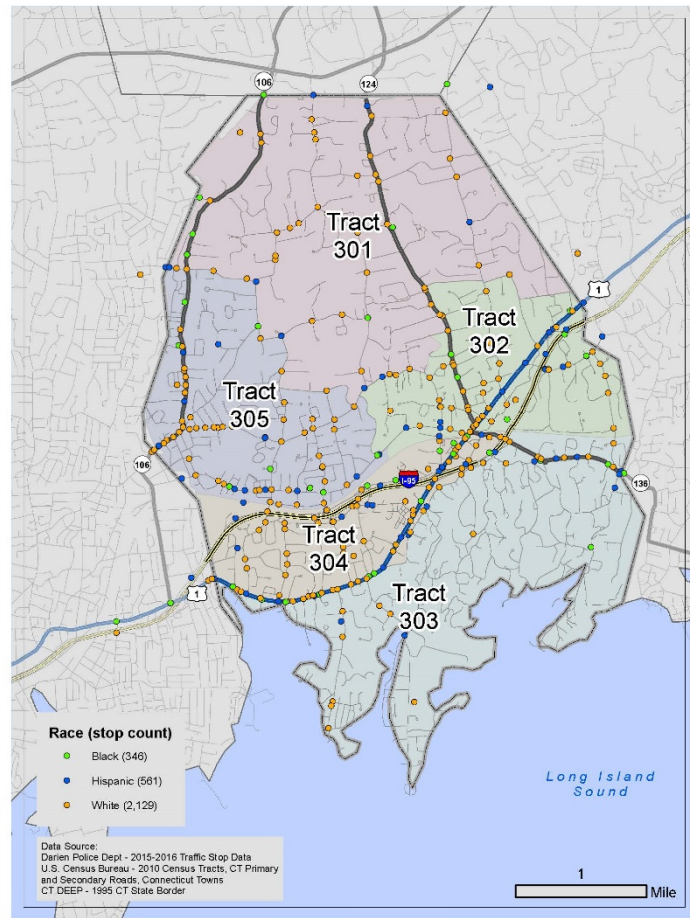 106
124
Tract
301
1
Tract
302
Tract
305
106
I-95
136
Tract
304
1
Tract
303
Race (stop count)
Black (346)
Hispanic (561)
White (2,129)
Long Island
Sound
Data Source:
Darien Police Dept - 2015-2016 Traffic Stop Data
U.S. Census Bureau - 2010 Census Tracts, CT Primary
and Secondary Roads, Connecticut Towns
CT DEEP - 1995 CT State Border
1
Mile